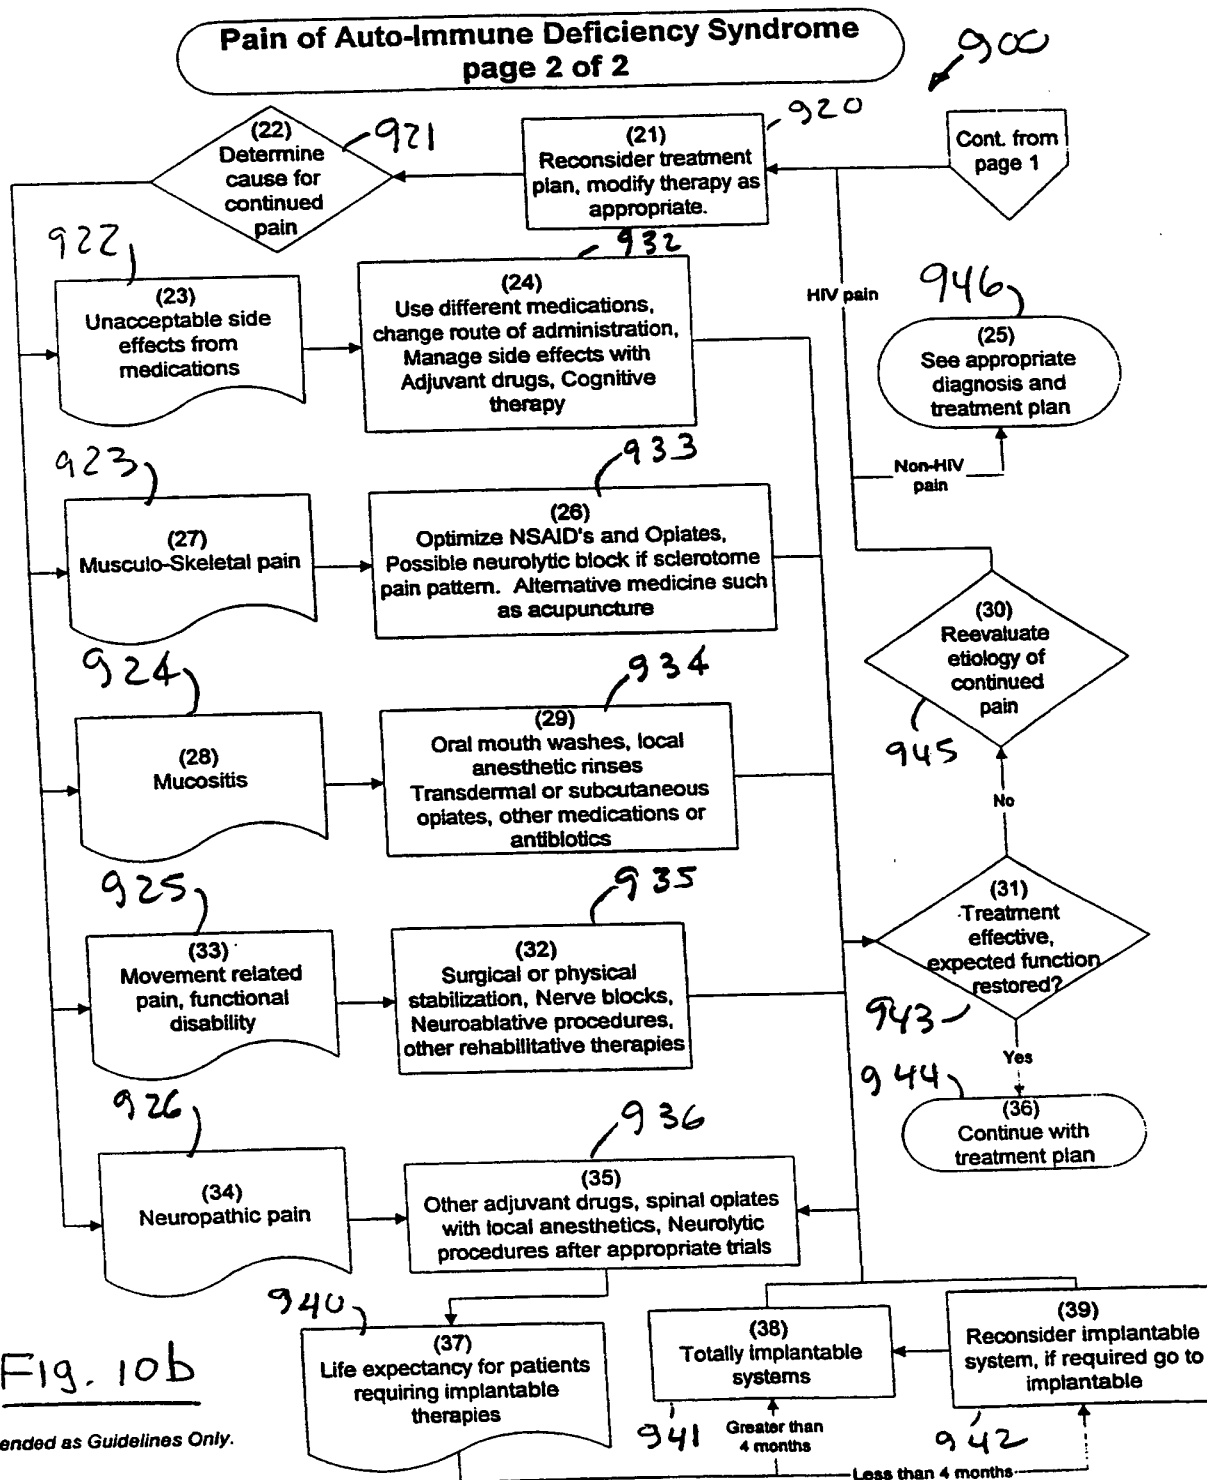 Pain of Auto-Immune Deficiency Syndrome
page 2 of 2
900
Cont. from
page 1
920
(21)
Reconsider treatment
plan, modify therapy as
appropriate.
921
(22)
Determine
cause for
continued
pain
922
(23)
Unacceptable side
effects from
medications
932
(24)
Use different medications,
change route of administration,
Manage side effects with
Adjuvant drugs, Cognitive
therapy
HIV pain
946
(25)
See appropriate
diagnosis and
treatment plan
Non-HIV
pain
923
(27)
Musculo-Skeletal pain
933
(26)
Optimize NSAID's and Opiates,
Possible neurolytic block if sclerotome
pain pattern. Alternative medicine such
as acupuncture
(30)
Reevaluate
etiology of
continued
pain
945
No
924
(28)
Mucositis
934
(29)
Oral mouth washes, local
anesthetic rinses
Transdermal or subcutaneous
opiates, other medications or
antibiotics
(31)
Treatment
effective,
expected function
restored?
943
Yes
925
(33)
Movement related
pain, functional
disability
935
(32)
Surgical or physical
stabilization, Nerve blocks,
Neuroablative procedures,
other rehabilitative therapies
944
(36)
Continue with
treatment plan
926
(34)
Neuropathic pain
936
(35)
Other adjuvant drugs, spinal opiates
with local anesthetics, Neurolytic
procedures after appropriate trials
940
(37)
Life expectancy for patients
requiring implantable
therapies
(38)
Totally implantable
systems
941
Greater than
4 months
(39)
Reconsider implantable
system, if required go to
implantable
942
Less than 4 months
Fig. 10b
ended as Guidelines Only.